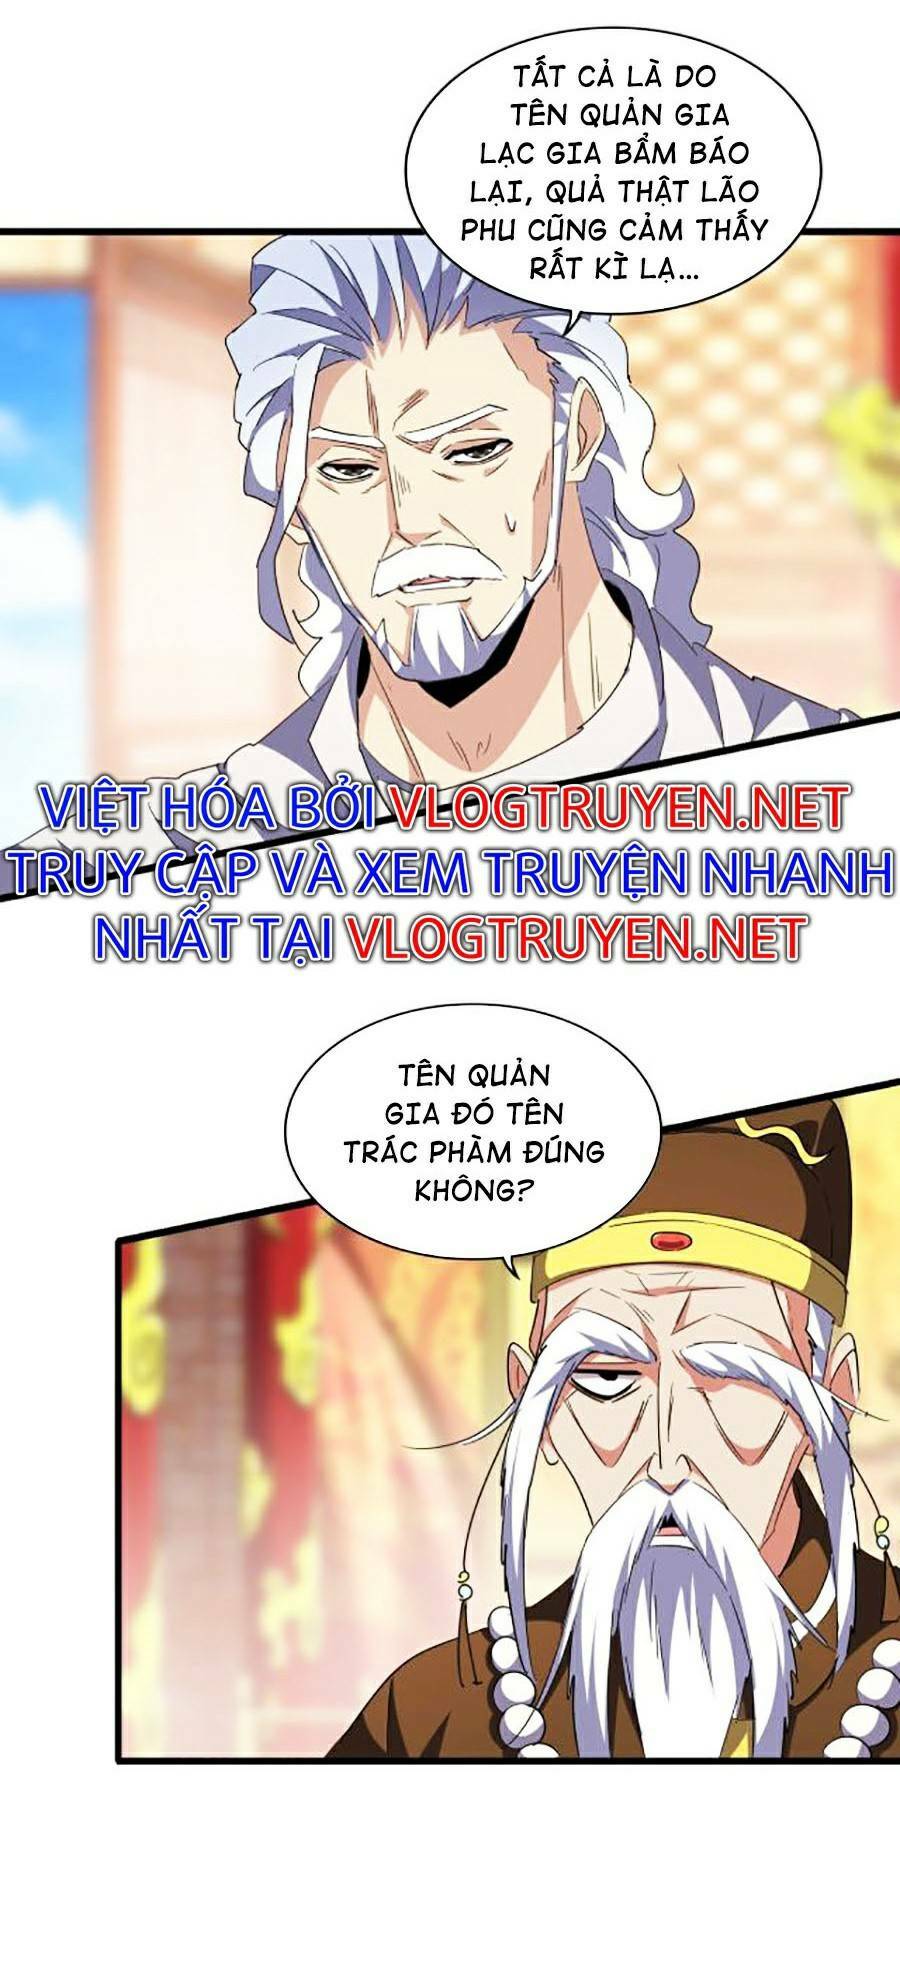 TẤT CẢ LÀ DO
TÊN QUẢN GIA
LẠC GIA BẨM BÁO
LẠI, QUẢ THẬT LÃO
PHU CŨNG CẢM THẤY
RẤT KÌ LẠ...
VIỆT HÓA BỞI VLOGTRUYEN.NET
TRUY CẬP VÀ XEM TRUYỆN NHANH
NHẤT TẠI VLOGTRUYEN.NET
TÊN QUẢN
GIA ĐÓ TÊN
TRÁC PHÀM ĐÚNG
KHÔNG?